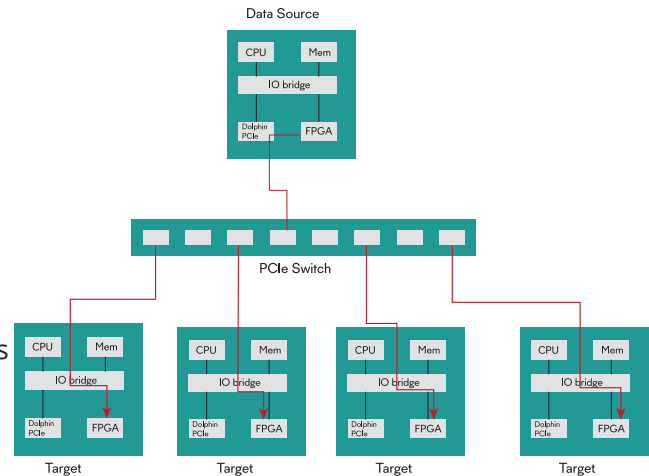 Data Source
CPU Mem
IO bridge
Dolphin
PCIe
FPGA
PCIe Switch
s
CPU Mem
IO bridge
Dolphin
PCIe
FPGA
Target
CPU Mem
IO bridge
Dolphin
PCIe
FPGA
Target
CPU Mem
IO bridge
Dolphin
PCIe
FPGA
Target
CPU Mem
IO bridge
Dolphin
PCIe
FPGA
Target